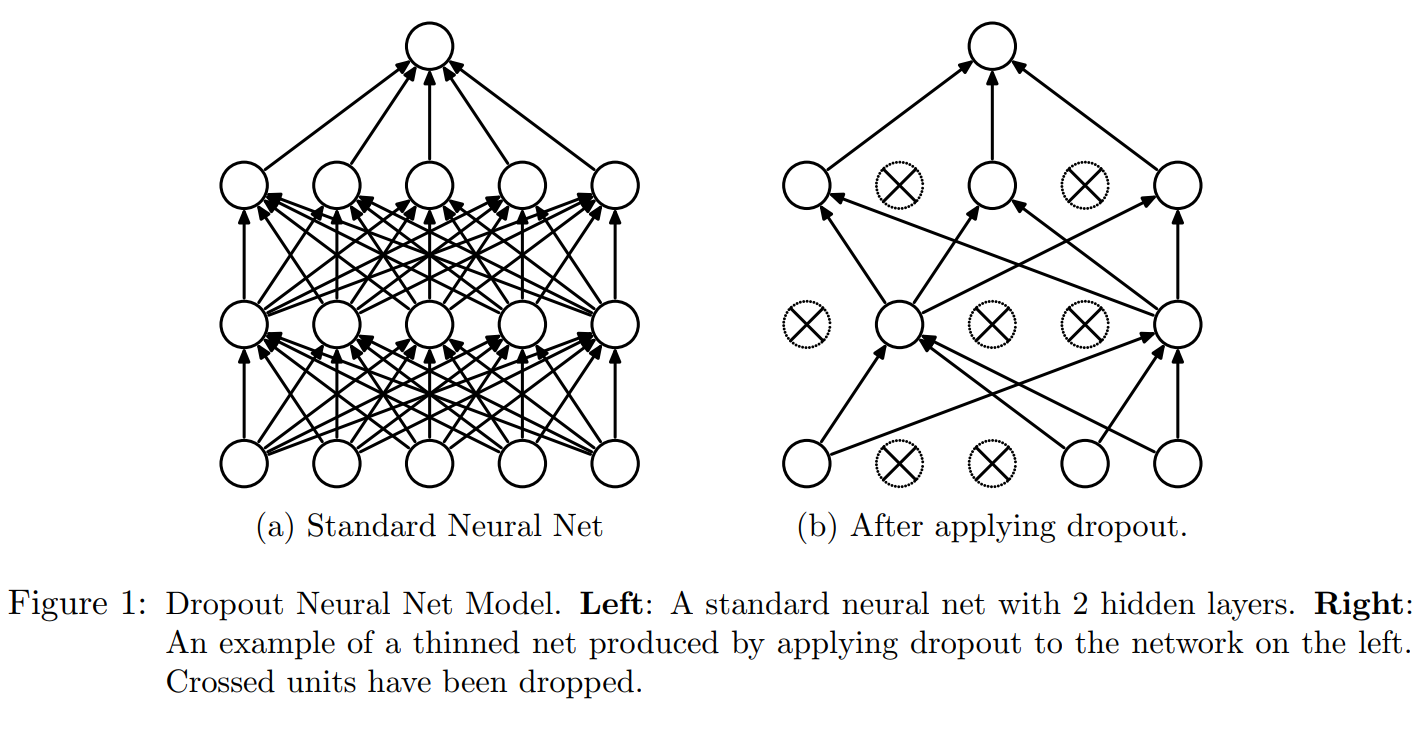 (a) Standard Neural Net
(b) After applying dropout.
Figure 1: Dropout Neural Net Model. Left: A standard neural net with 2 hidden layers. Right:
An example of a thinned net produced by applying dropout to the network on the left.
Crossed units have been dropped.